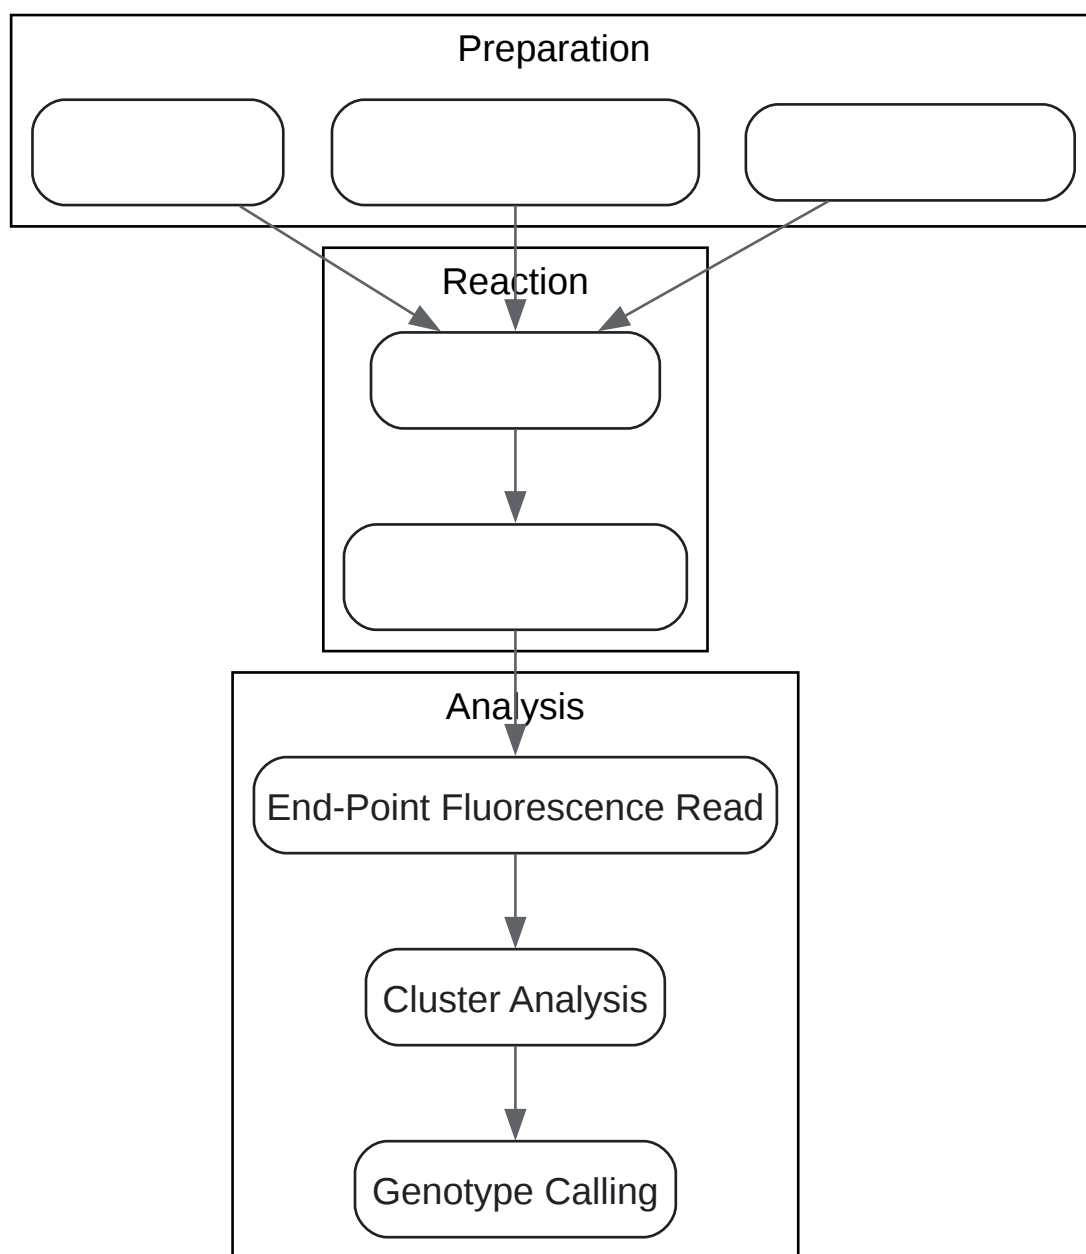 Preparation
Reaction
Analysis
End-Point Fluorescence Read
Cluster Analysis
Genotype Calling